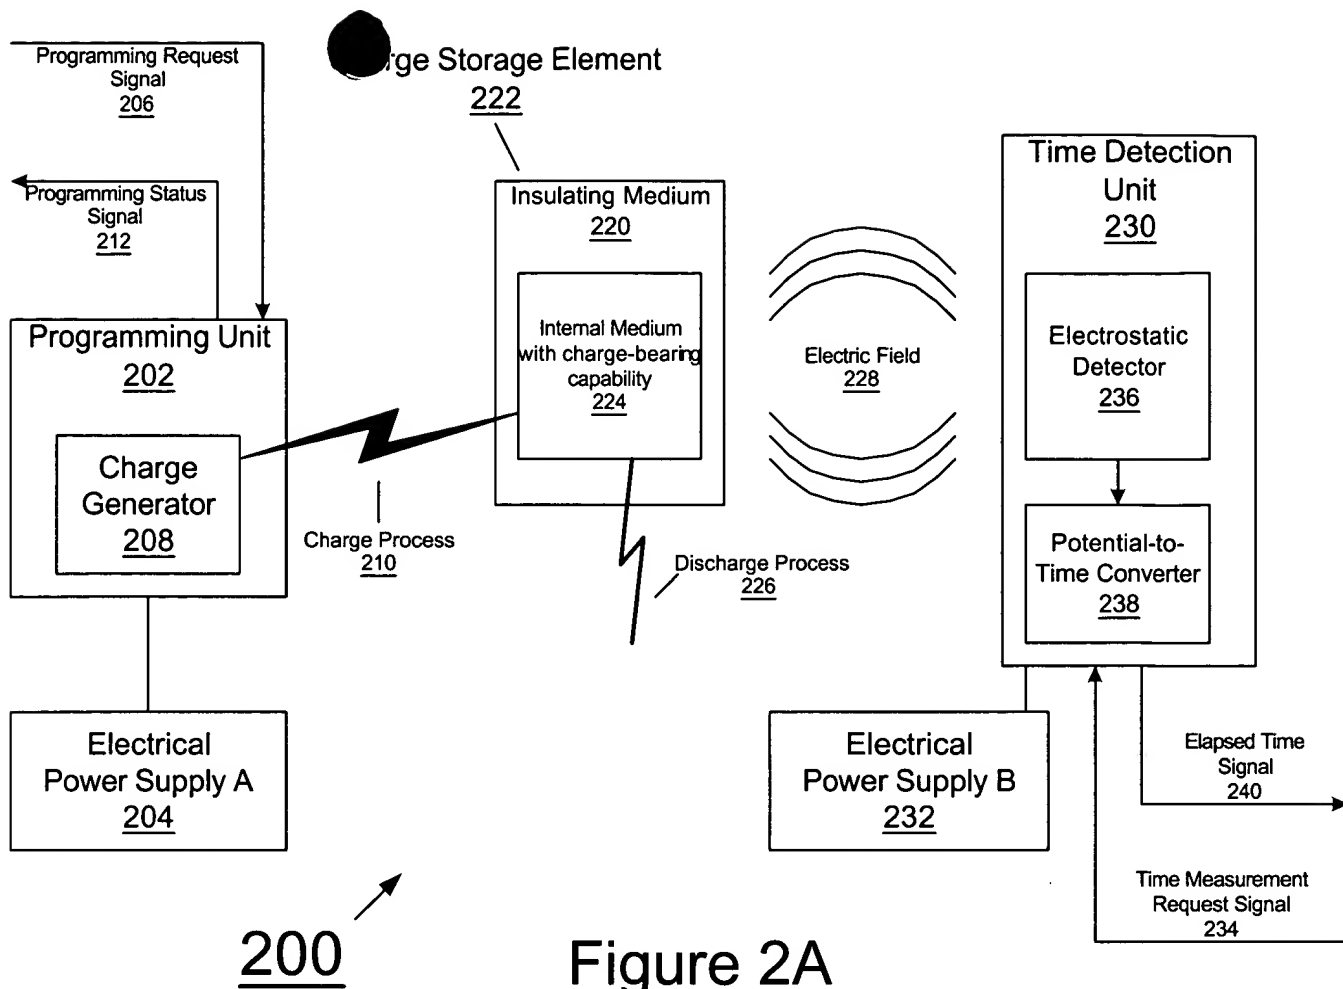 Programming Request
Signal
206
Programming Status
Signal
212
Programming Unit
202
Charge
Generator
208
Electrical
Power Supply A
204
Charge Process
210
rge Storage Element
222
Insulating Medium
220
Internal Medium
with charge-bearing
capability
224
Discharge Process
226
Electric Field
228
Time Detection
Unit
230
Electrostatic
Detector
236
Potential-to-
Time Converter
238
Electrical
Power Supply B
232
Elapsed Time
Signal
240
Time Measurement
Request Signal
234
200
Figure 2A